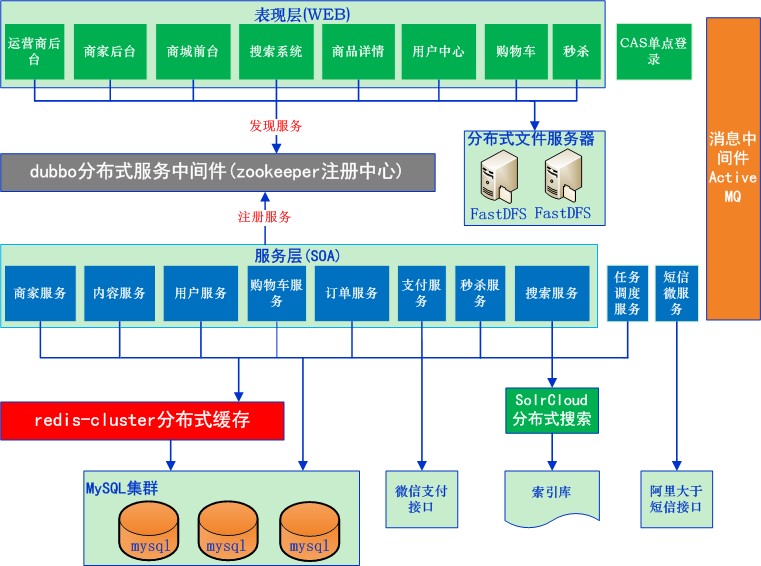 表现层(WEB)
运营商后
台
商家后台
商城前台
搜索系统
商品详情
用户中心
购物车
秒杀
CAS单点登
录
消息中
间件
Active
MQ
发现服务
分布式文件服务器
FastDFS
FastDFS
dubbo分布式服务中间件(zookeeper注册中心)
注册服务
服务层(SOA)
商家服务
内容服务
用户服务
购物车服
务
订单服务
支付服
务
秒杀服
务
搜索服务
任务
调度
服务
短信
微服
务
redis-cluster分布式缓存
SolrCloud
分布式搜索
MySQL集群
mysql
mysql
mysql
微信支付
接口
索引库
阿里大于
短信接口